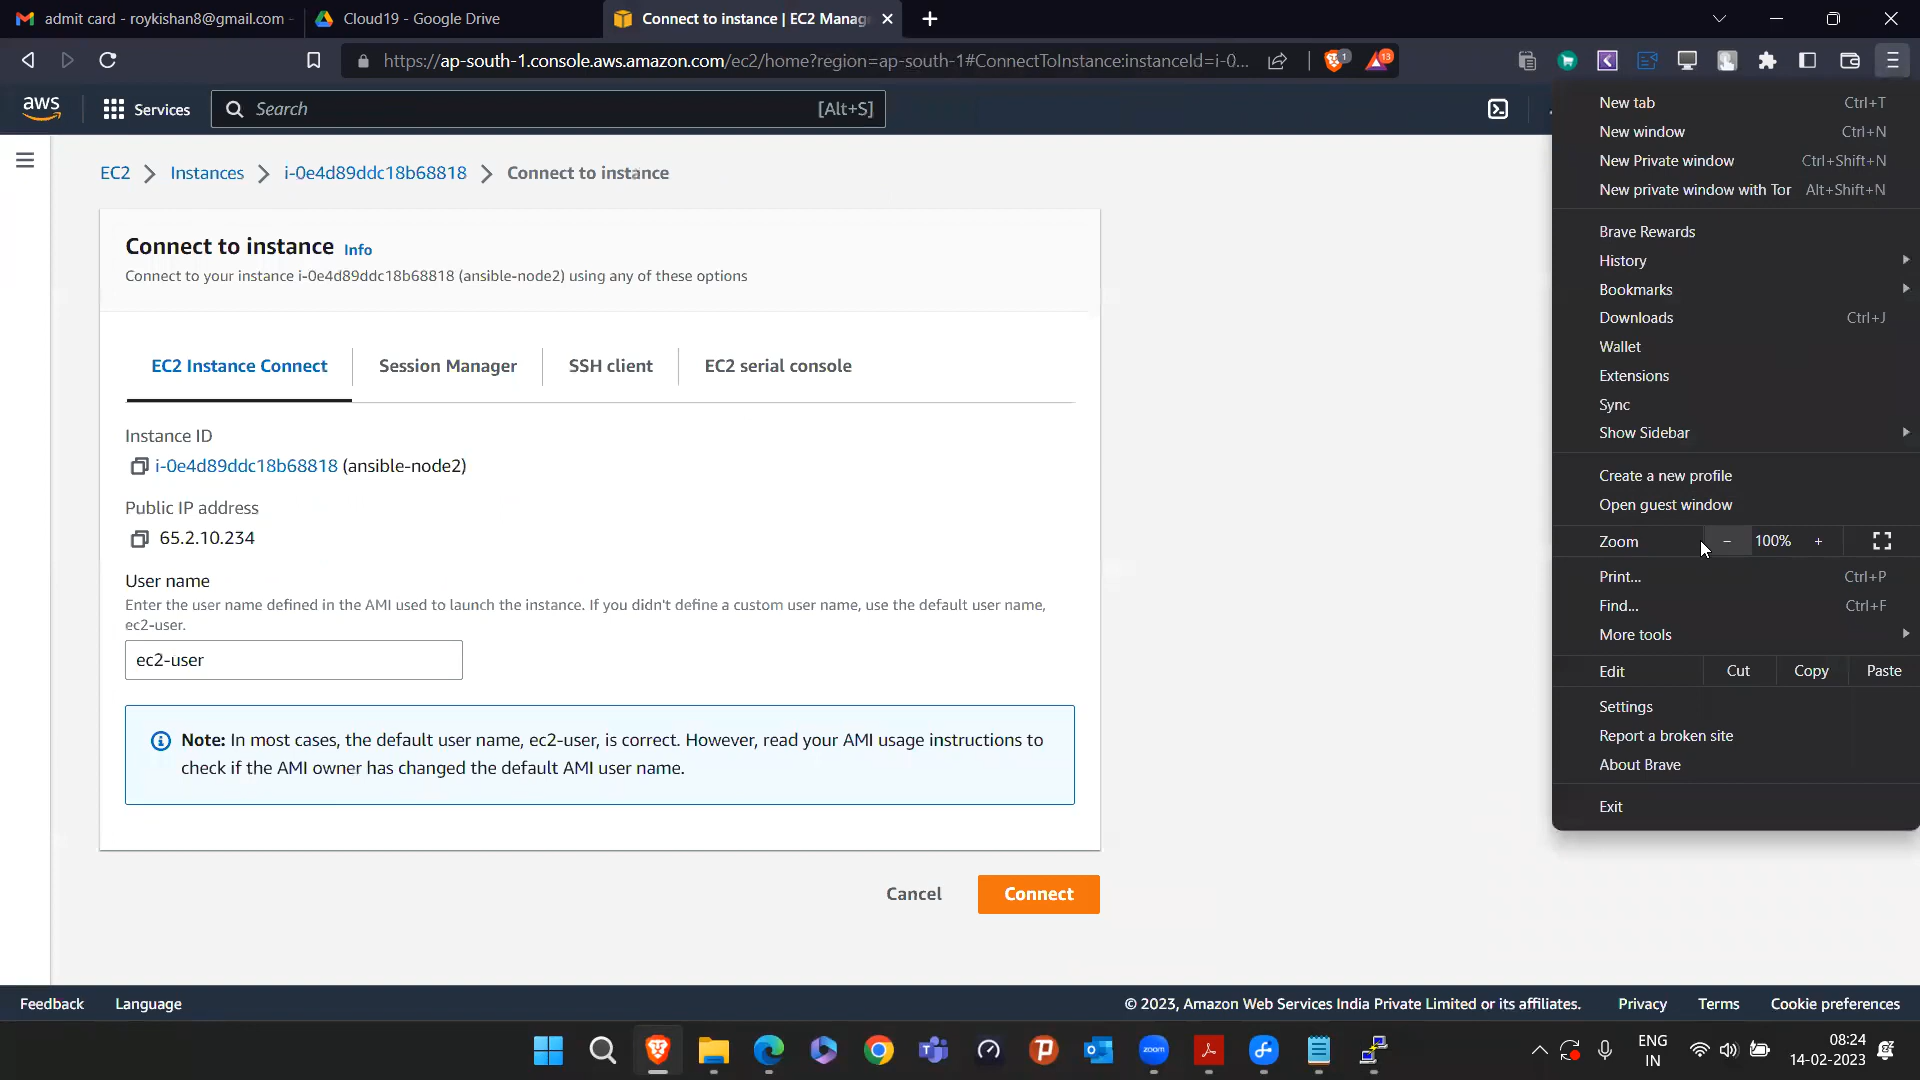 admit card - roykishan8@gmail.com -
Cloud19 - Google Drive
Connect to instance | EC2 Manag
https://ap-south-1.console.aws.amazon.com/ec2/home?region=ap-south-1#ConnectToInstance:instanceId=i-0...
1
13
aws
Services
Search
[Alt+S]
EC2
Instances
i-0e4d89ddc18b68818
Connect to instance
Connect to instance Info
Connect to your instance i-0e4d89ddc18b68818 (ansible-node2) using any of these options
EC2 Instance Connect
Session Manager
SSH client
EC2 serial console
Instance ID
i-0e4d89ddc18b68818 (ansible-node2)
Public IP address
65.2.10.234
User name
Enter the user name defined in the AMI used to launch the instance. If you didn't define a custom user name, use the default user name,
ec2-user.
ec2-user
Note: In most cases, the default user name, ec2-user, is correct. However, read your AMI usage instructions to
check if the AMI owner has changed the default AMI user name.
Cancel
Connect
New tab Ctrl+T
New window Ctrl+N
New Private window Ctrl+Shift+N
New private window with Tor Alt+Shift+N
Brave Rewards
History
Bookmarks
Downloads Ctrl+J
Wallet
Extensions
Sync
Show Sidebar
Create a new profile
Open guest window
Zoom - 100% +
Print... Ctrl+P
Find... Ctrl+F
More tools
Edit Cut Copy Paste
Settings
Report a broken site
About Brave
Exit
Feedback
Language
© 2023, Amazon Web Services India Private Limited or its affiliates.
Privacy
Terms
Cookie preferences
zoom
ENG
IN
08:24
14-02-2023